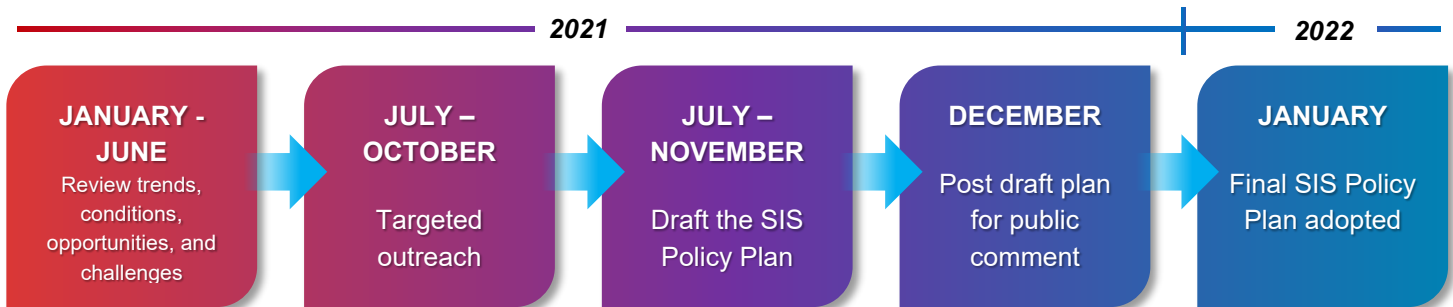 2021
2022
JANUARY -
JUNE
Review trends,
conditions,
opportunities, and
challenges
JULY –
OCTOBER
Targeted
outreach
JULY –
NOVEMBER
Draft the SIS
Policy Plan
DECEMBER
Post draft plan
for public
comment
JANUARY
Final SIS Policy
Plan adopted